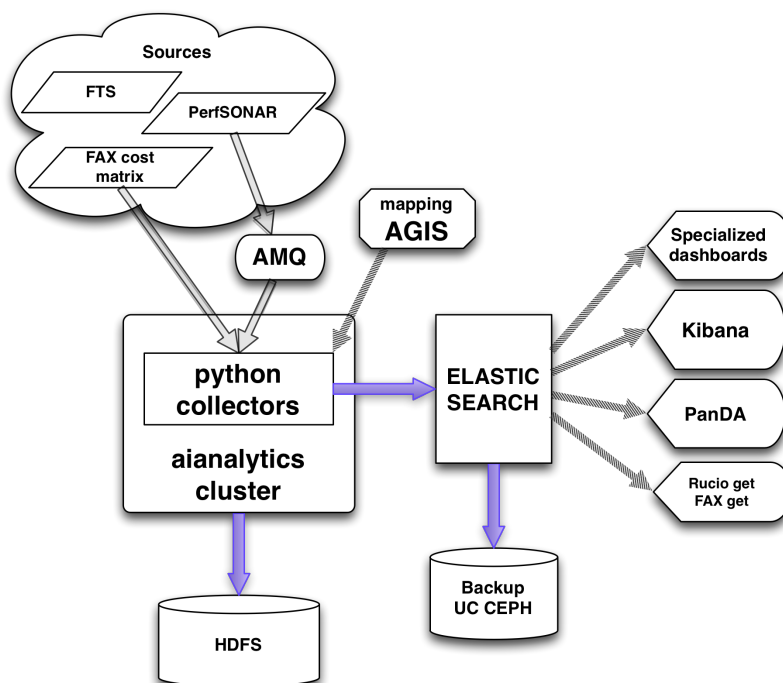 Sources
FTS
PerfSONAR
FAX cost
matrix
mapping
AGIS
AMQ
Specialized
dashboards
Kibana
python
collectors
ELASTIC
SEARCH
PanDA
aianalytics
cluster
Rucio get
FAX get
Backup
UC CEPH
HDFS